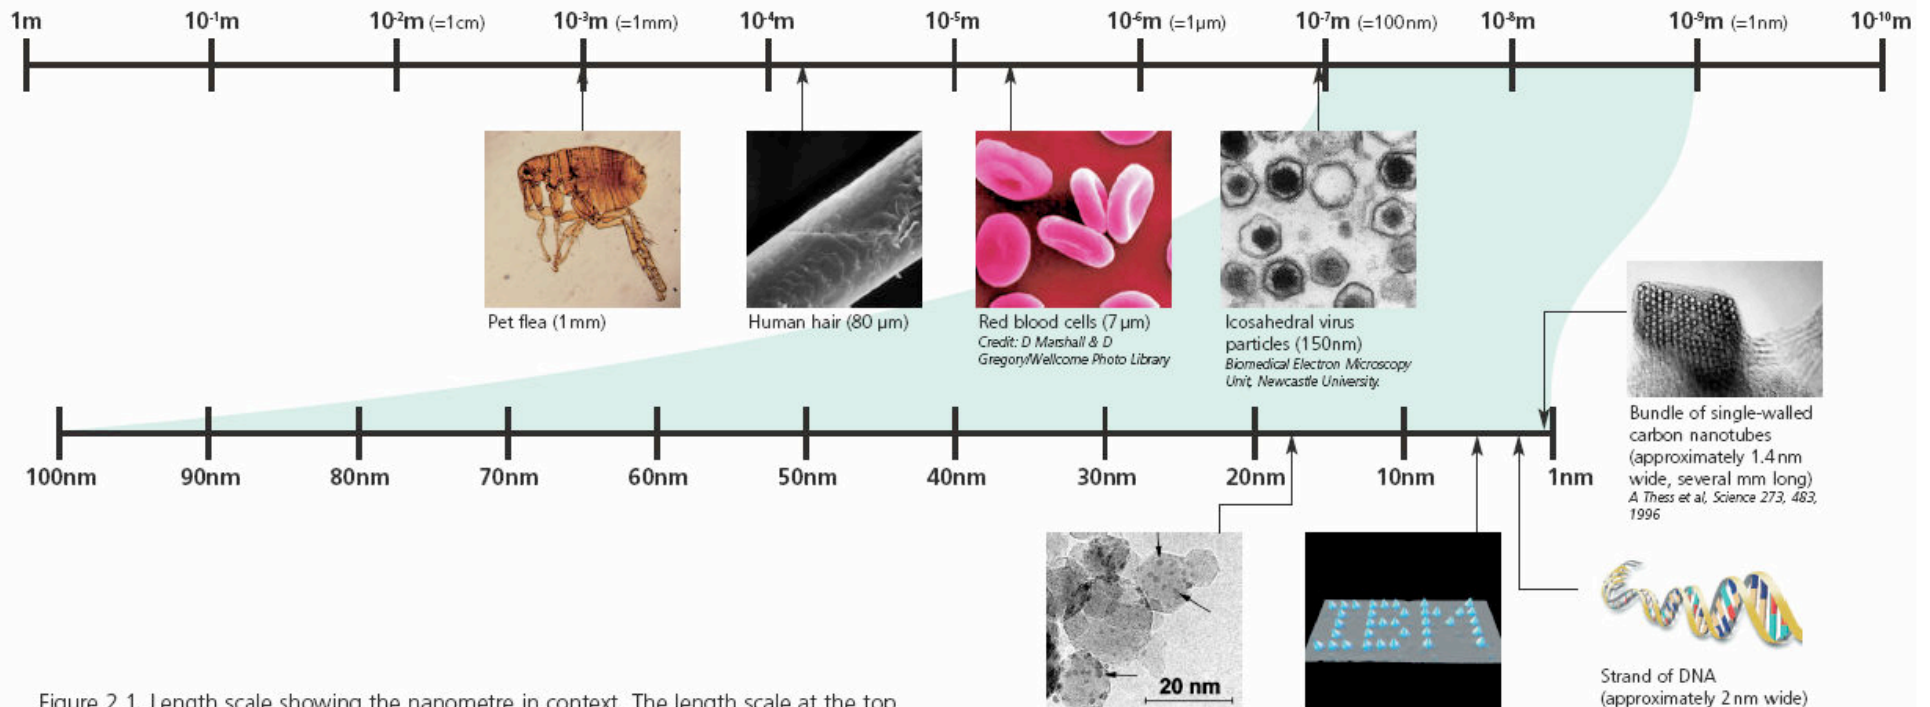 1m 10⁻¹m 10⁻²m (=1cm) 10⁻³m (=1mm) 10⁻⁴m 10⁻⁵m 10⁻⁶m (=1µm) 10⁻⁷m (=100nm) 10⁻⁸m 10⁻⁹m (=1nm) 10⁻¹⁰m
Pet flea (1mm)
Human hair (80 µm)
Red blood cells (7 µm)
Credit: D Marshall & D
Gregory/Wellcome Photo Library
Icosahedral virus
particles (150nm)
Biomedical Electron Microscopy
Unit, Newcastle University.
Bundle of single-walled
carbon nanotubes
(approximately 1.4 nm
wide, several mm long)
A Thess et al, Science 273, 483,
1996
100nm 90nm 80nm 70nm 60nm 50nm 40nm 30nm 20nm 10nm 1nm
20 nm
IBM
Strand of DNA
(approximately 2 nm wide)
Figure 2.1 Length scale showing the nanometre in context. The length scale at the top